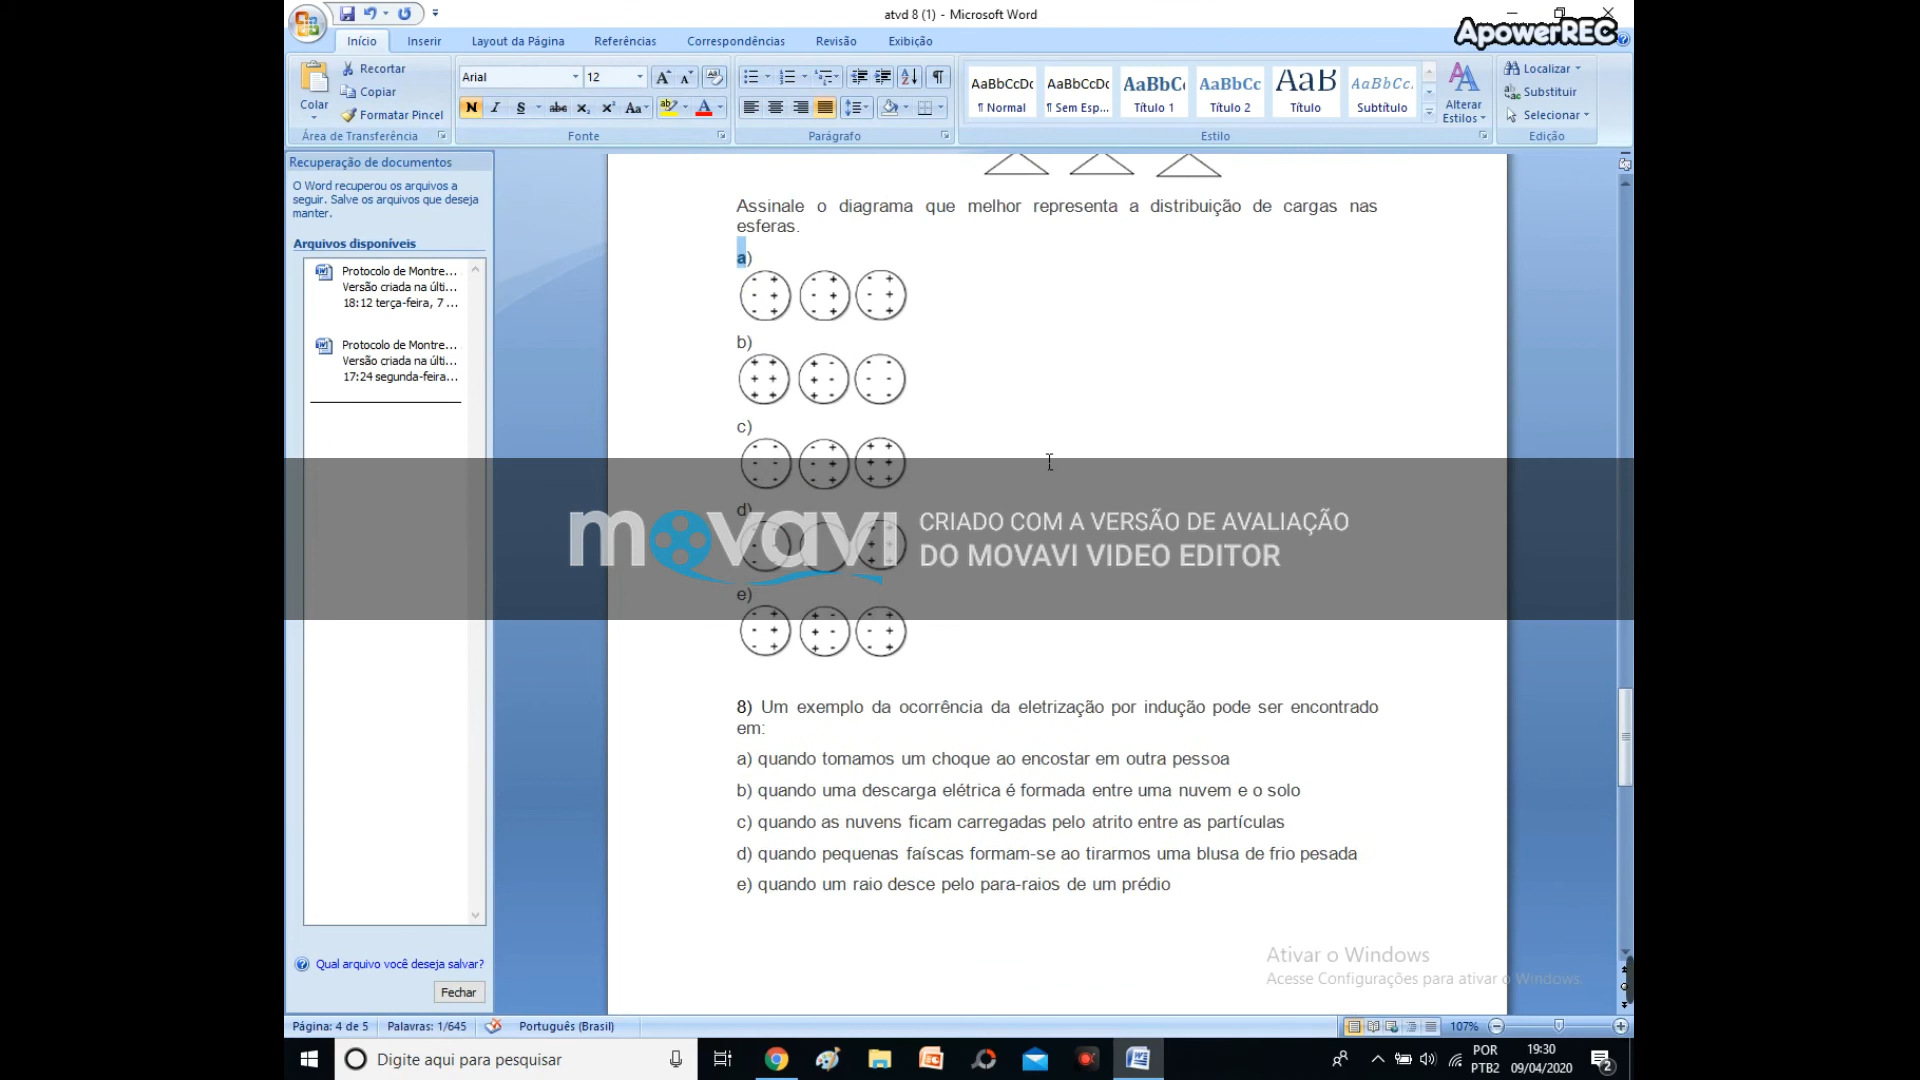 atvd 8 (1) - Microsoft Word
ApowerREC
Início Inserir Layout da Página Referências Correspondências Revisão Exibição
Colar
Recortar
Copiar
Formatar Pincel
Área de Transferência
Arial 12
N I S abc x₂ x² Aa
Fonte
Parágrafo
AaBbCcDc AaBbCcDc AaBbC AaBbCc AaB AaBbCc.
¶ Normal ¶ Sem Esp... Título 1 Título 2 Título Subtítulo
Alterar
Estilos
Estilo
Localizar
Substituir
Selecionar
Edição
Recuperação de documentos
O Word recuperou os arquivos a
seguir. Salve os arquivos que deseja
manter.
Arquivos disponíveis
Protocolo de Montre...
Versão criada na últi...
18:12 terça-feira, 7 ...
Protocolo de Montre...
Versão criada na últi...
17:24 segunda-feira...
Qual arquivo você deseja salvar?
Fechar
Assinale o diagrama que melhor representa a distribuição de cargas nas
esferas.
a)
b)
c)
d)
e)
movavi
CRIADO COM A VERSÃO DE AVALIAÇÃO
DO MOVAVI VIDEO EDITOR
8) Um exemplo da ocorrência da eletrização por indução pode ser encontrado
em:
a) quando tomamos um choque ao encostar em outra pessoa
b) quando uma descarga elétrica é formada entre uma nuvem e o solo
c) quando as nuvens ficam carregadas pelo atrito entre as partículas
d) quando pequenas faíscas formam-se ao tirarmos uma blusa de frio pesada
e) quando um raio desce pelo para-raios de um prédio
Ativar o Windows
Acesse Configurações para ativar o Windows.
Página: 4 de 5 Palavras: 1/645 Português (Brasil) 107%
Digite aqui para pesquisar
POR
PTB2
19:30
09/04/2020
2